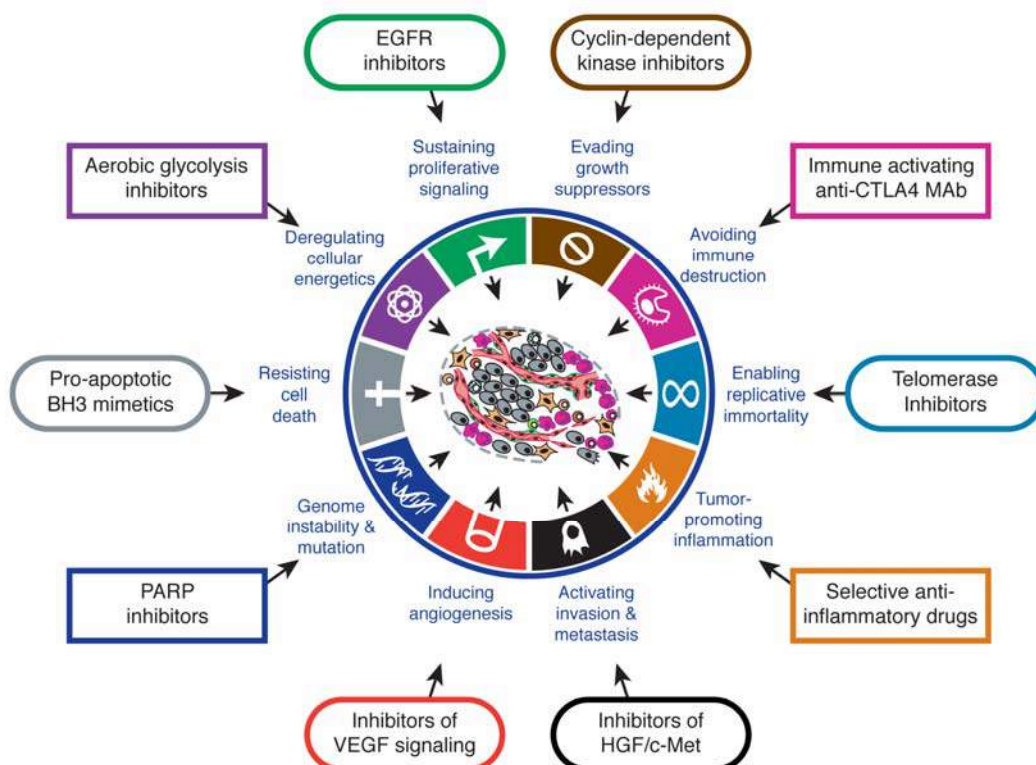 EGFR
inhibitors
Cyclin-dependent
kinase inhibitors
Sustaining
proliferative
signaling
Evading
growth
suppressors
Aerobic glycolysis
inhibitors
Immune activating
anti-CTLA4 MAb
Deregulating
cellular
energetics
Avoiding
immune
destruction
Pro-apoptotic
BH3 mimetics
Resisting
cell
death
Enabling
replicative
immortality
Telomerase
Inhibitors
Genome
instability &
mutation
Tumor-
promoting
inflammation
PARP
inhibitors
Inducing
angiogenesis
Activating
invasion &
metastasis
Selective anti-
inflammatory drugs
Inhibitors of
VEGF signaling
Inhibitors of
HGF/c-Met